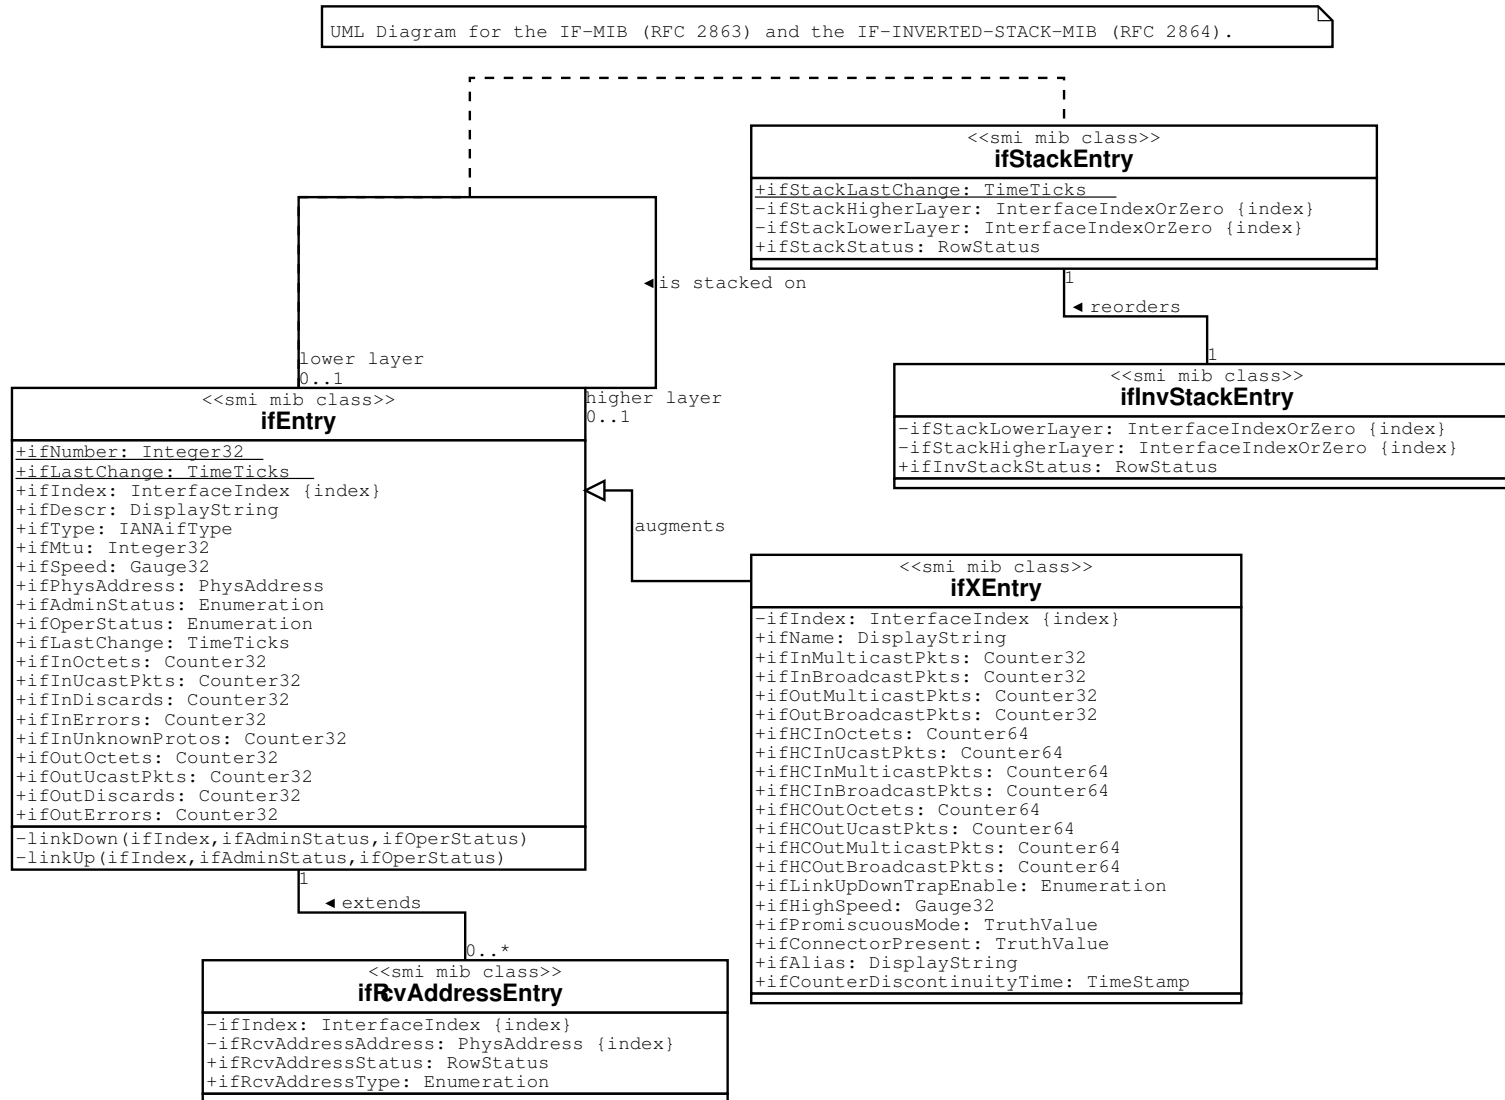 UML Diagram for the IF-MIB (RFC 2863) and the IF-INVERTED-STACK-MIB (RFC 2864).
<<smi mib class>>
ifStackEntry
+ifStackLastChange: TimeTicks
-ifStackHigherLayer: InterfaceIndexOrZero {index}
-ifStackLowerLayer: InterfaceIndexOrZero {index}
+ifStackStatus: RowStatus
1
◄ reorders
1
◄ is stacked on
lower layer
0..1
higher layer
0..1
<<smi mib class>>
ifInvStackEntry
-ifStackLowerLayer: InterfaceIndexOrZero {index}
-ifStackHigherLayer: InterfaceIndexOrZero {index}
+ifInvStackStatus: RowStatus
<<smi mib class>>
ifEntry
+ifNumber: Integer32
+ifLastChange: TimeTicks
+ifIndex: InterfaceIndex {index}
+ifDescr: DisplayString
+ifType: IANAifType
+ifMtu: Integer32
+ifSpeed: Gauge32
+ifPhysAddress: PhysAddress
+ifAdminStatus: Enumeration
+ifOperStatus: Enumeration
+ifLastChange: TimeTicks
+ifInOctets: Counter32
+ifInUcastPkts: Counter32
+ifInDiscards: Counter32
+ifInErrors: Counter32
+ifInUnknownProtos: Counter32
+ifOutOctets: Counter32
+ifOutUcastPkts: Counter32
+ifOutDiscards: Counter32
+ifOutErrors: Counter32
-linkDown(ifIndex,ifAdminStatus,ifOperStatus)
-linkUp(ifIndex,ifAdminStatus,ifOperStatus)
augments
<<smi mib class>>
ifXEntry
-ifIndex: InterfaceIndex {index}
+ifName: DisplayString
+ifInMulticastPkts: Counter32
+ifInBroadcastPkts: Counter32
+ifOutMulticastPkts: Counter32
+ifOutBroadcastPkts: Counter32
+ifHCInOctets: Counter64
+ifHCInUcastPkts: Counter64
+ifHCInMulticastPkts: Counter64
+ifHCInBroadcastPkts: Counter64
+ifHCOutOctets: Counter64
+ifHCOutUcastPkts: Counter64
+ifHCOutMulticastPkts: Counter64
+ifHCOutBroadcastPkts: Counter64
+ifLinkUpDownTrapEnable: Enumeration
+ifHighSpeed: Gauge32
+ifPromiscuousMode: TruthValue
+ifConnectorPresent: TruthValue
+ifAlias: DisplayString
+ifCounterDiscontinuityTime: TimeStamp
1
◄ extends
0..*
<<smi mib class>>
ifRcvAddressEntry
-ifIndex: InterfaceIndex {index}
-ifRcvAddressAddress: PhysAddress {index}
+ifRcvAddressStatus: RowStatus
+ifRcvAddressType: Enumeration